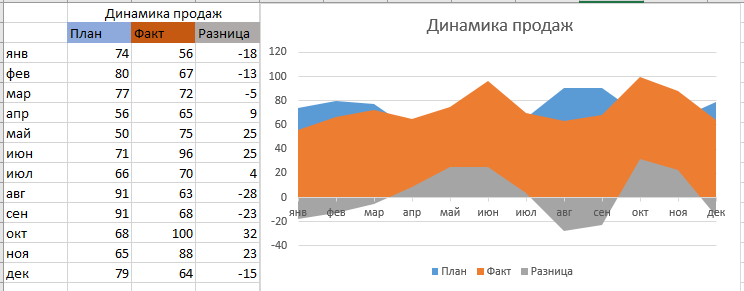 Динамика продаж
План Факт Разница
янв 74 56 -18
фев 80 67 -13
мар 77 72 -5
апр 56 65 9
май 50 75 25
июн 71 96 25
июл 66 70 4
авг 91 63 -28
сен 91 68 -23
окт 68 100 32
ноя 65 88 23
дек 79 64 -15
Динамика продаж
120
100
80
60
40
20
0
янв фев мар апр май июн июл авг сен окт ноя дек
-20
-40
План Факт Разница